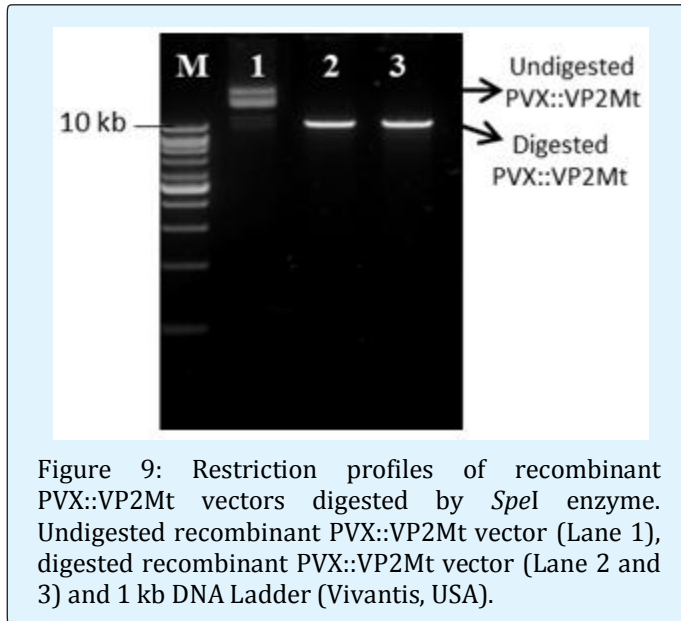 M 1 2 3
Undigested
PVX::VP2Mt
10 kb
Digested
PVX::VP2Mt
Figure 9: Restriction profiles of recombinant
PVX::VP2Mt vectors digested by SpeI enzyme.
Undigested recombinant PVX::VP2Mt vector (Lane 1),
digested recombinant PVX::VP2Mt vector (Lane 2 and
3) and 1 kb DNA Ladder (Vivantis, USA).